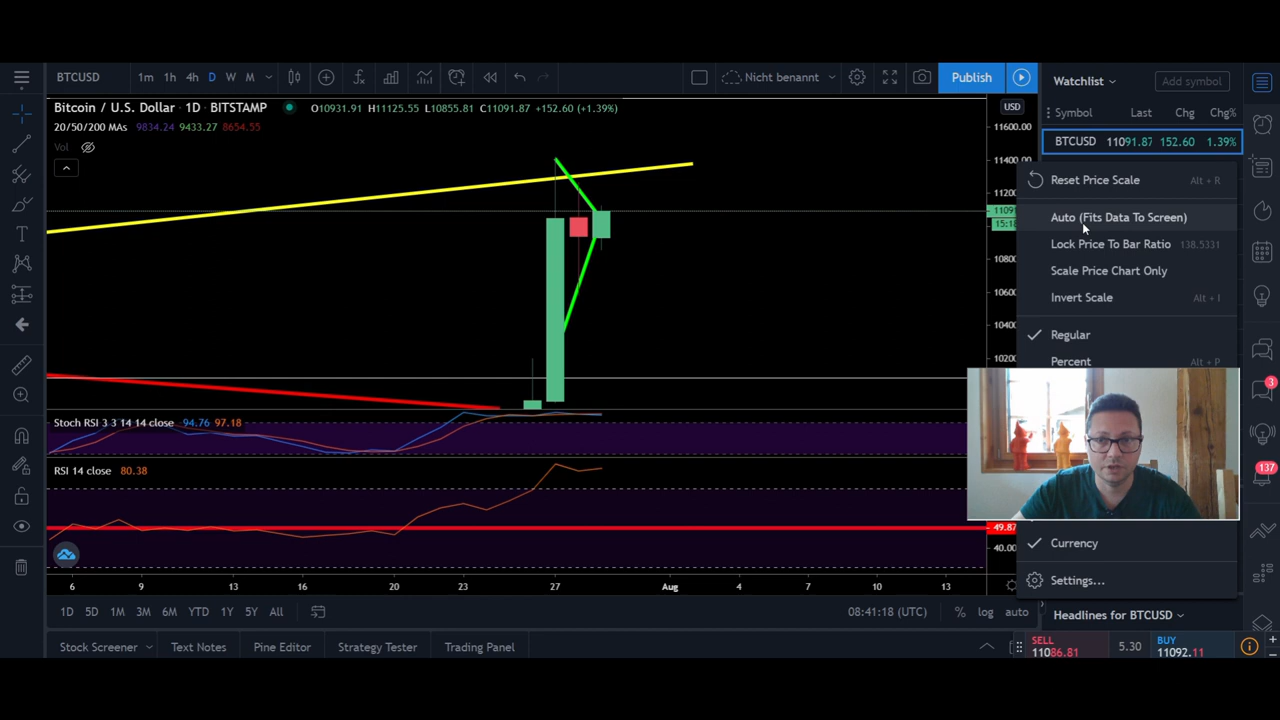 BTCUSD 1m 1h 4h D W M Nicht benannt Publish
Watchlist Add symbol
Bitcoin / U.S. Dollar · 1D · BITSTAMP O10931.91 H11125.55 L10855.81 C11091.87 +152.60 (+1.39%)
USD
Symbol Last Chg Chg%
20/50/200 MAs 9834.24 9433.27 8654.55
11600.00
Vol
BTCUSD 11091.87 152.60 1.39%
11400.00
Reset Price Scale Alt + R
Auto (Fits Data To Screen)
Lock Price To Bar Ratio 138.5331
Scale Price Chart Only
Invert Scale Alt + I
Regular
Percent Alt + P
Stoch RSI 3 3 14 14 close 94.76 97.18
3
RSI 14 close 80.38
137
49.87
40.00
Currency
Settings...
6 9 13 16 20 23 27 Aug 4 7 10 13
1D 5D 1M 3M 6M YTD 1Y 5Y All 08:41:18 (UTC) % log auto
Headlines for BTCUSD
Stock Screener Text Notes Pine Editor Strategy Tester Trading Panel
SELL
11086.81
5.30
BUY
11092.11